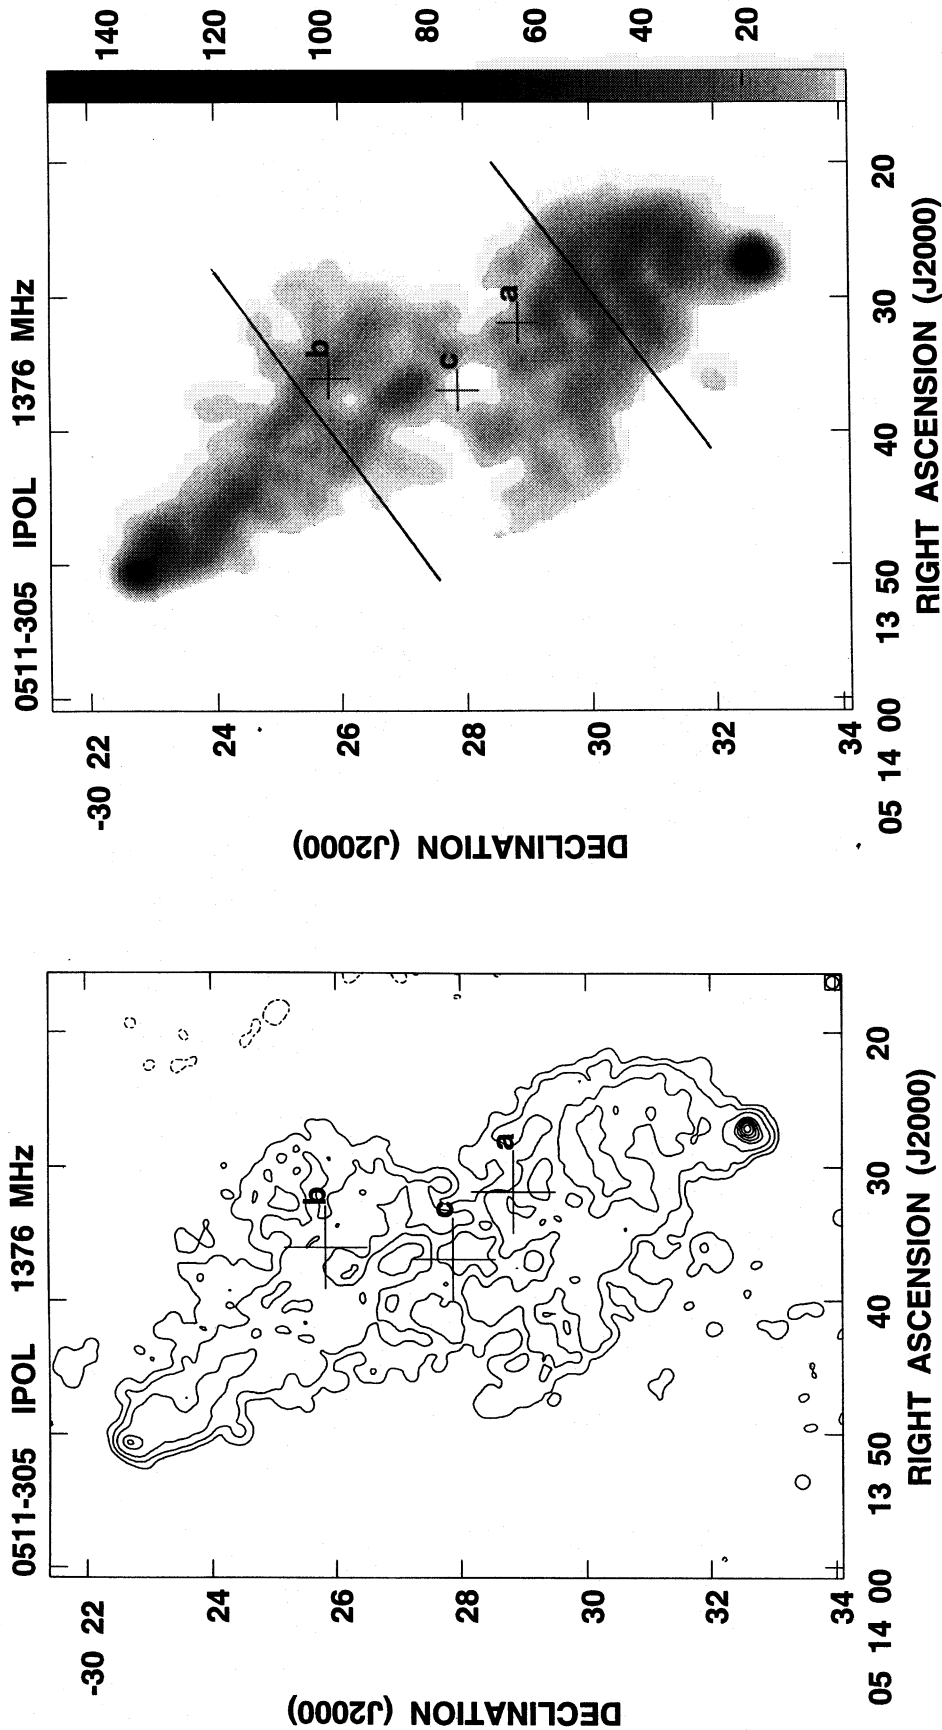 0511-305 IPOL 1376 MHz
-30 22
24
26
28
30
32
34
DECLINATION (J2000)
05 14 00
13 50
40
30
20
RIGHT ASCENSION (J2000)
a
b
c
0511-305 IPOL 1376 MHz
-30 22
24
26
28
30
32
34
DECLINATION (J2000)
05 14 00
13 50
40
30
20
RIGHT ASCENSION (J2000)
a
b
c
140
120
100
80
60
40
20